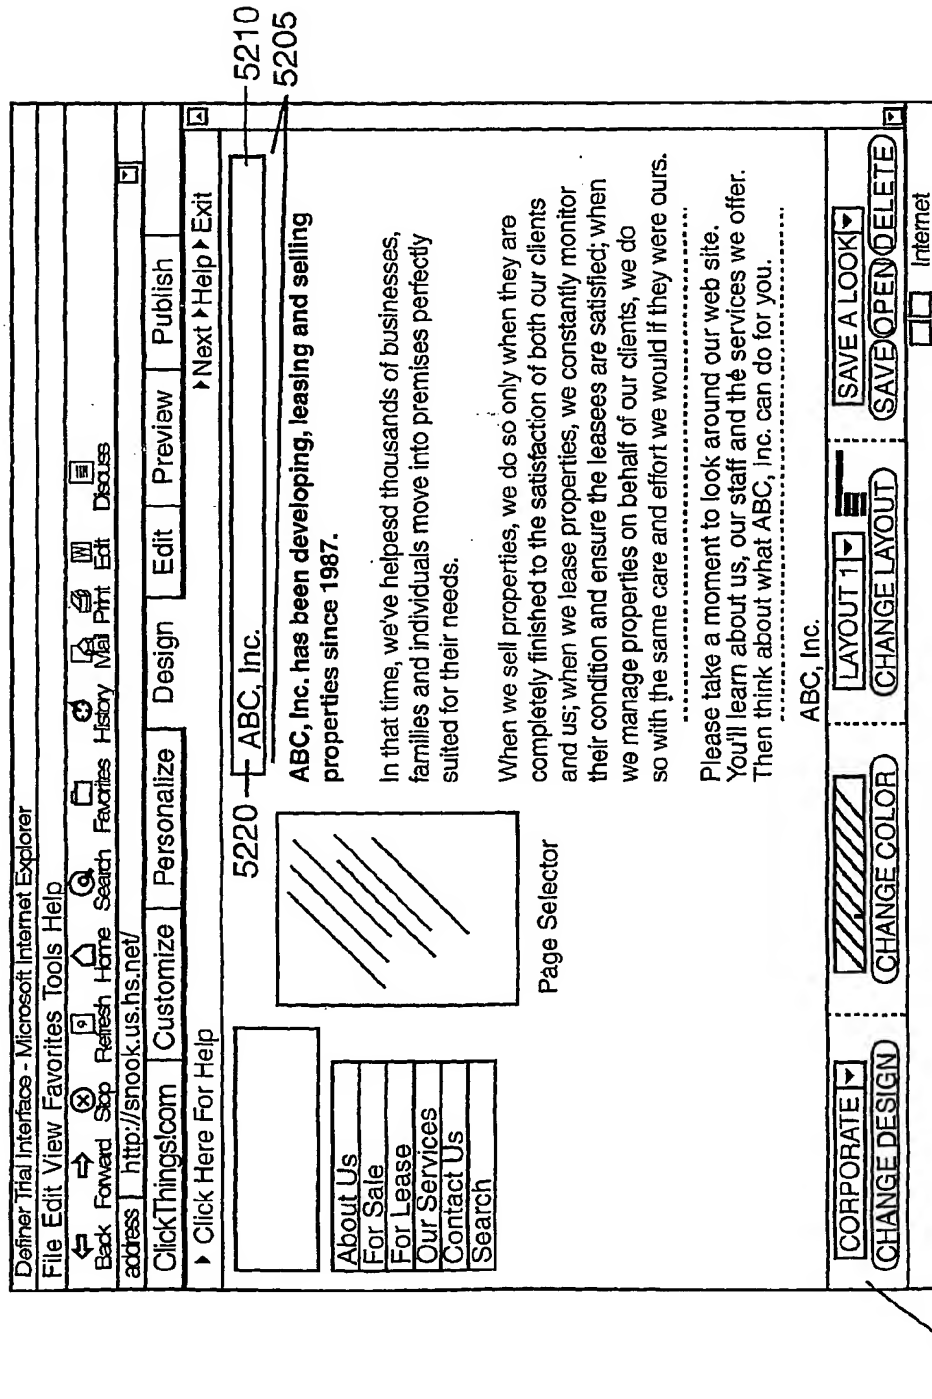 Definer Trial Interface - Microsoft Internet Explorer
File Edit View Favorites Tools Help
Back Forward Stop Refresh Home Search Favorites History Mail Print Edit Discuss
address http://snook.us.hs.net/
ClickThings!com Customize Personalize Design Edit Preview Publish
Click Here For Help Next Help Exit
5210
5205
5220
ABC, Inc.
About Us
For Sale
For Lease
Our Services
Contact Us
Search
Page Selector
ABC, Inc. has been developing, leasing and selling
properties since 1987.
In that time, we've helpesd thousands of businesses,
families and individuals move into premises perfectly
suited for their needs.
When we sell properties, we do so only when they are
completely finished to the satisfaction of both our clients
and us; when we lease properties, we constantly monitor
their condition and ensure the leasees are satisfied; when
we manage properties on behalf of our clients, we do
so with the same care and effort we would if they were ours.
Please take a moment to look around our web site.
You'll learn about us, our staff and the services we offer.
Then think about what ABC, Inc. can do for you.
ABC, Inc.
CORPORATE LAYOUT 1 SAVE A LOOK
CHANGE DESIGN CHANGE COLOR CHANGE LAYOUT SAVE OPEN DELETE
Internet